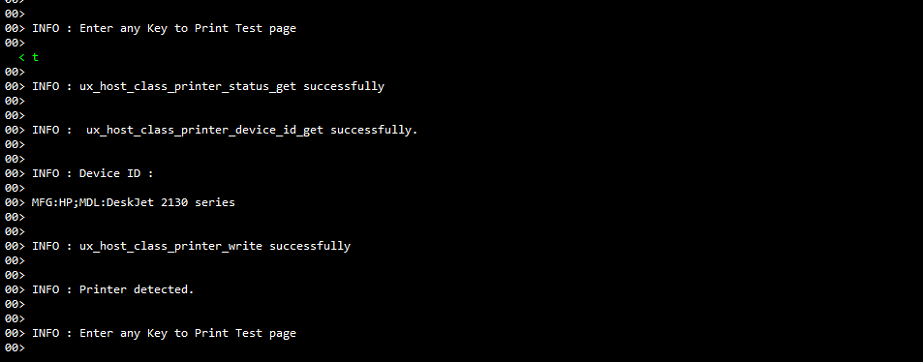 00>
00>
00> INFO : Enter any Key to Print Test page
00>
< t
00>
00> INFO : ux_host_class_printer_status_get successfully
00>
00>
00> INFO :  ux_host_class_printer_device_id_get successfully.
00>
00>
00> INFO : Device ID :
00>
00> MFG:HP;MDL:DeskJet 2130 series
00>
00>
00> INFO : ux_host_class_printer_write successfully
00>
00>
00> INFO : Printer detected.
00>
00>
00> INFO : Enter any Key to Print Test page
00>